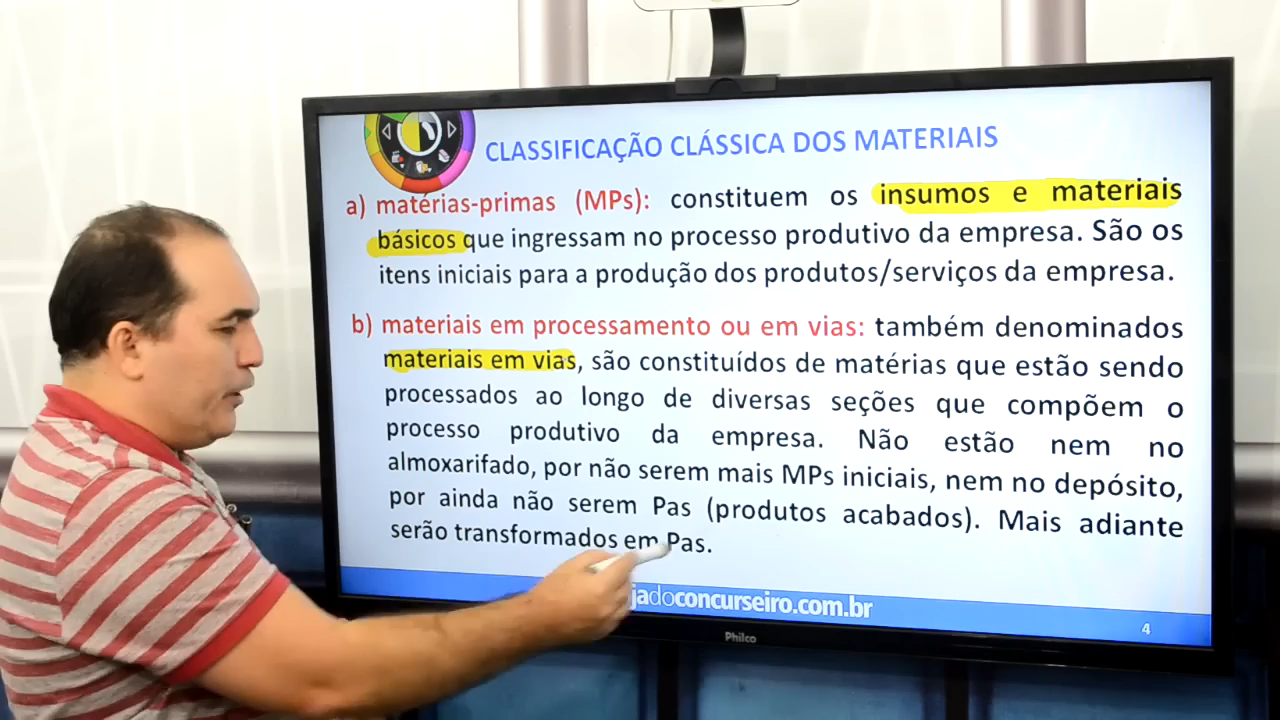 CLASSIFICAÇÃO CLÁSSICA DOS MATERIAIS
a) matérias-primas (MPs): constituem os insumos e materiais
básicos que ingressam no processo produtivo da empresa. São os
itens iniciais para a produção dos produtos/serviços da empresa.
b) materiais em processamento ou em vias: também denominados
materiais em vias, são constituídos de matérias que estão sendo
processados ao longo de diversas seções que compõem o
processo produtivo da empresa. Não estão nem no
almoxarifado, por não serem mais MPs iniciais, nem no depósito,
por ainda não serem Pas (produtos acabados). Mais adiante
serão transformados em Pas.
jadoconcurseiro.com.br
4
Philco